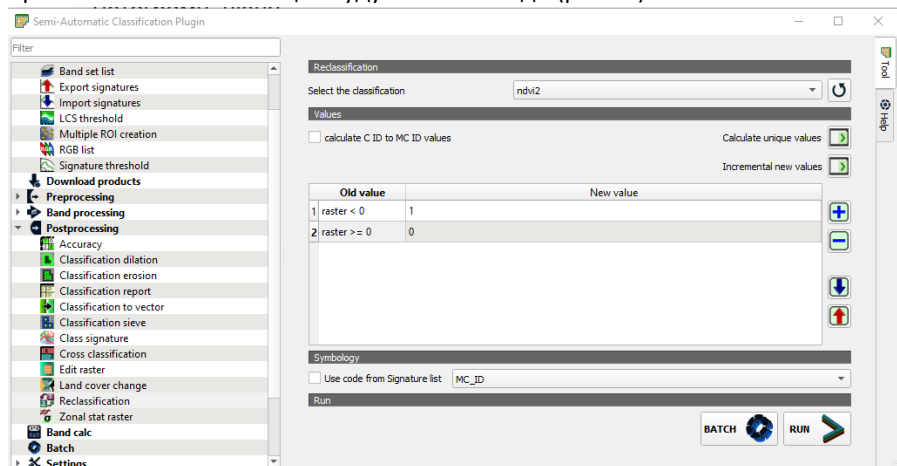 Semi-Automatic Classification Plugin
Filter
Band set list
Export signatures
Import signatures
LCS threshold
Multiple ROI creation
RGB list
Signature threshold
Download products
Preprocessing
Band processing
Postprocessing
Accuracy
Classification dilation
Classification erosion
Classification report
Classification to vector
Classification sieve
Class signature
Cross classification
Edit raster
Land cover change
Reclassification
Zonal stat raster
Band calc
Batch
Settings
Reclassification
Select the classification ndvi2
Values
calculate C ID to MC ID values Calculate unique values
Incremental new values
Old value New value
1 raster < 0 1
2 raster >= 0 0
Symbology
Use code from Signature list MC_ID
Run
BATCH RUN
Tool
Help